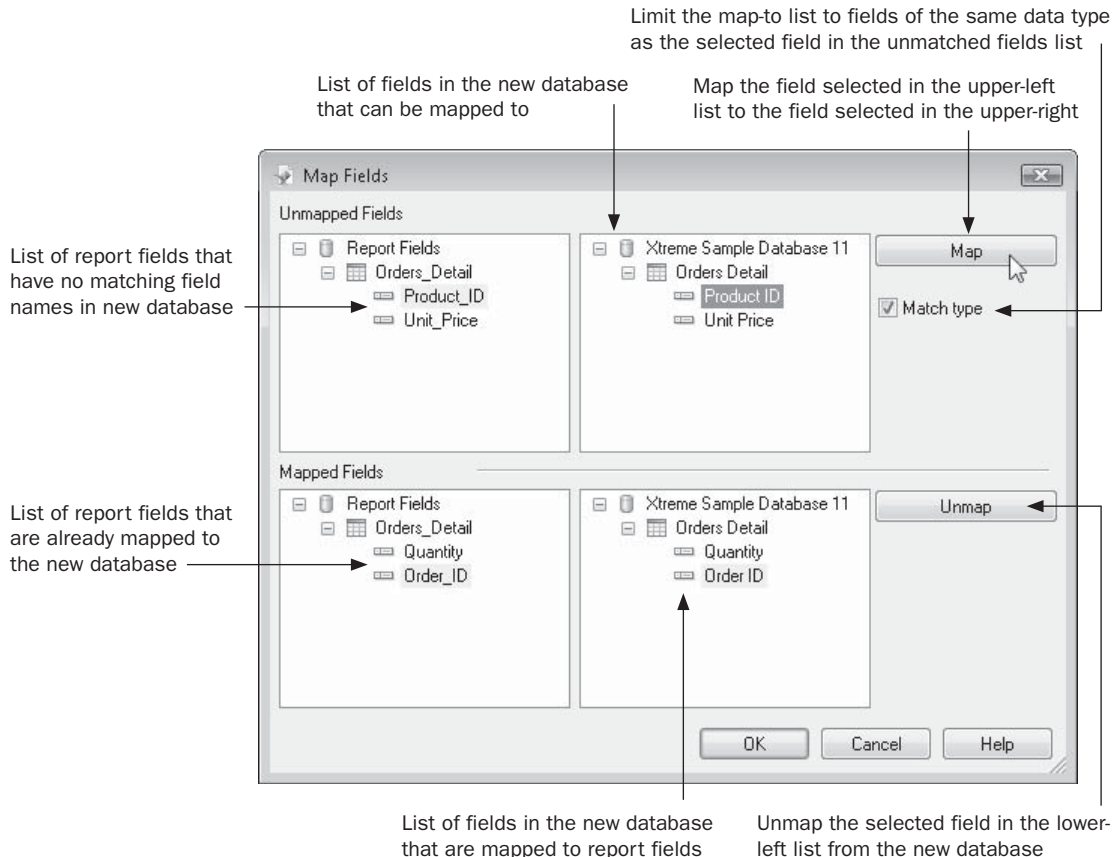 Limit the map-to list to fields of the same data type
as the selected field in the unmatched fields list
List of fields in the new database
that can be mapped to
Map the field selected in the upper-left
list to the field selected in the upper-right
Map Fields
Unmapped Fields
List of report fields that
have no matching field
names in new database
Report Fields
Orders_Detail
Product_ID
Unit_Price
Xtreme Sample Database 11
Orders Detail
Product ID
Unit Price
Map
Match type
Mapped Fields
List of report fields that
are already mapped to
the new database
Report Fields
Orders_Detail
Quantity
Order_ID
Xtreme Sample Database 11
Orders Detail
Quantity
Order ID
Unmap
OK
Cancel
Help
List of fields in the new database
that are mapped to report fields
Unmap the selected field in the lower-
left list from the new database